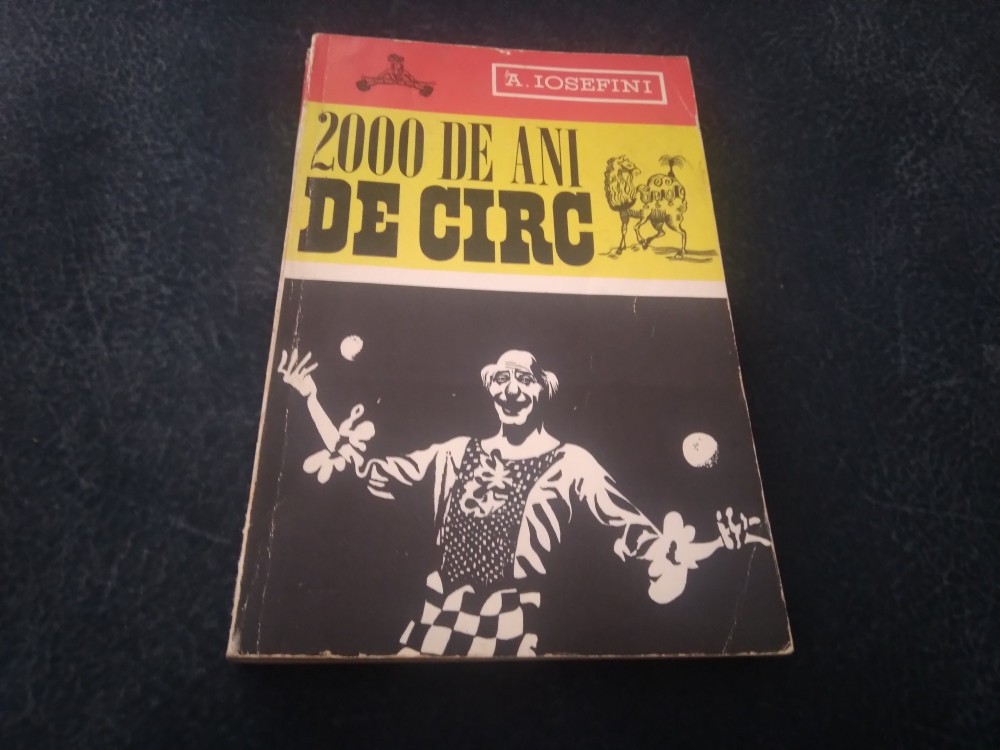 A. IOSEFINI
2000 DE ANI
DE CIRC